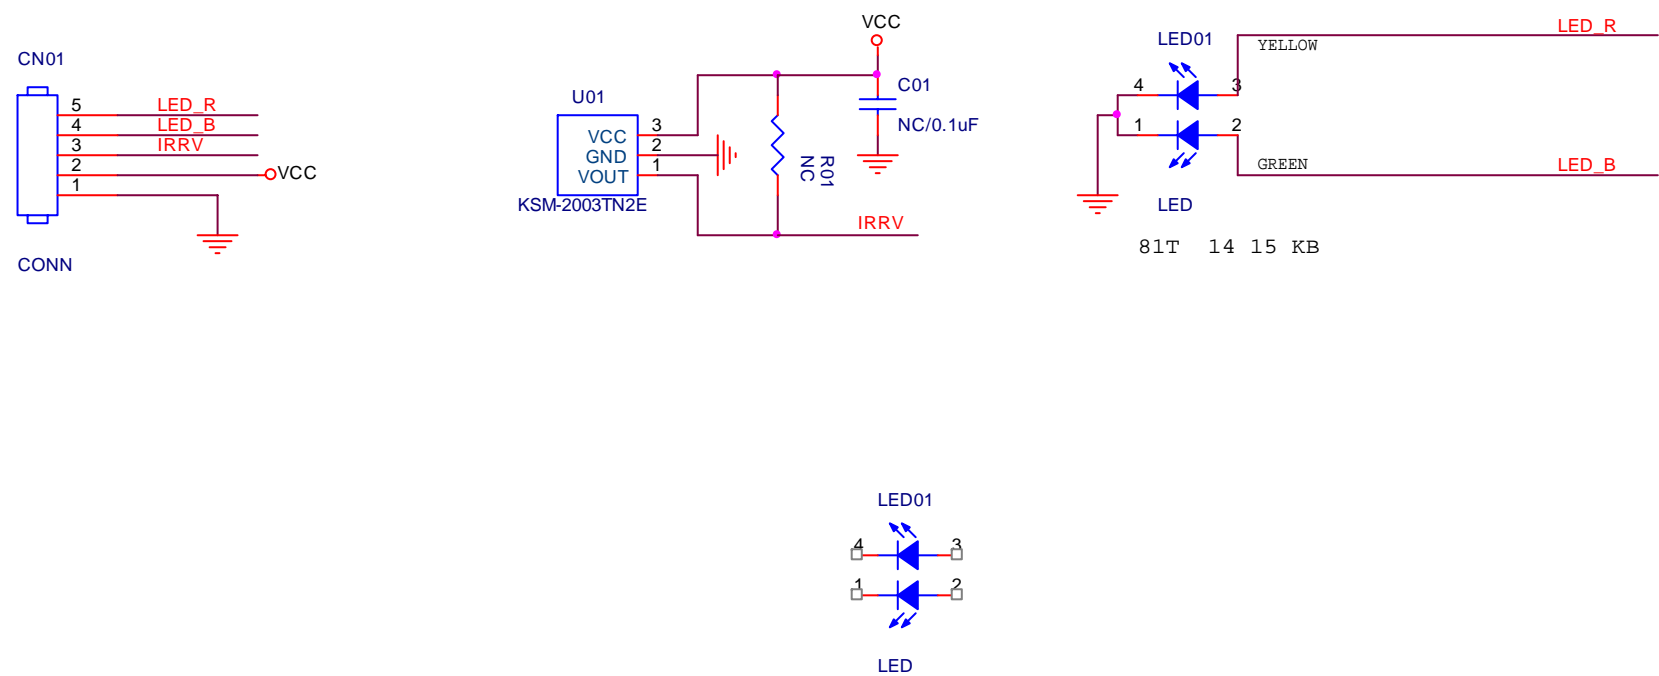 CN01
5
LED_R
4
LED_B
3
IRRV
2
VCC
1
CONN
VCC
U01
C01
NC/0.1uF
VCC 3
GND 2
VOUT 1
KSM-2003TN2E
R01
NC
IRRV
LED01
YELLOW
LED_R
4 3
1 2
GREEN
LED_B
LED
81T 14 15 KB
LED01
4 3
1 2
LED